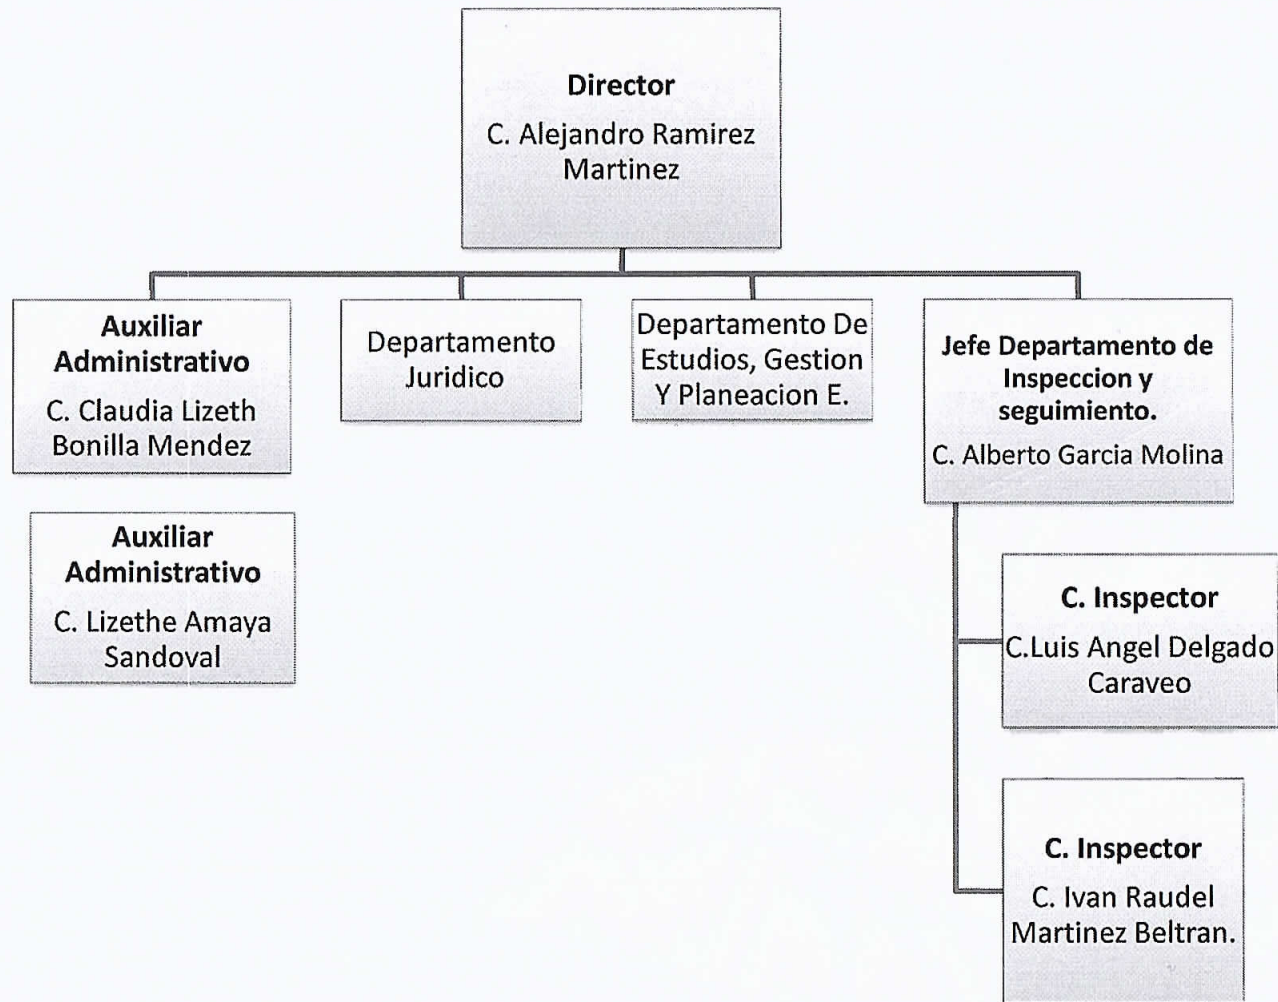 Director
C. Alejandro Ramirez
Martinez
Auxiliar
Administrativo
C. Claudia Lizeth
Bonilla Mendez
Departamento
Juridico
Departamento De
Estudios, Gestion
Y Planeacion E.
Jefe Departamento de
Inspeccion y
seguimiento.
C. Alberto Garcia Molina
Auxiliar
Administrativo
C. Lizethe Amaya
Sandoval
C. Inspector
C.Luis Angel Delgado
Caraveo
C. Inspector
C. Ivan Raudel
Martinez Beltran.